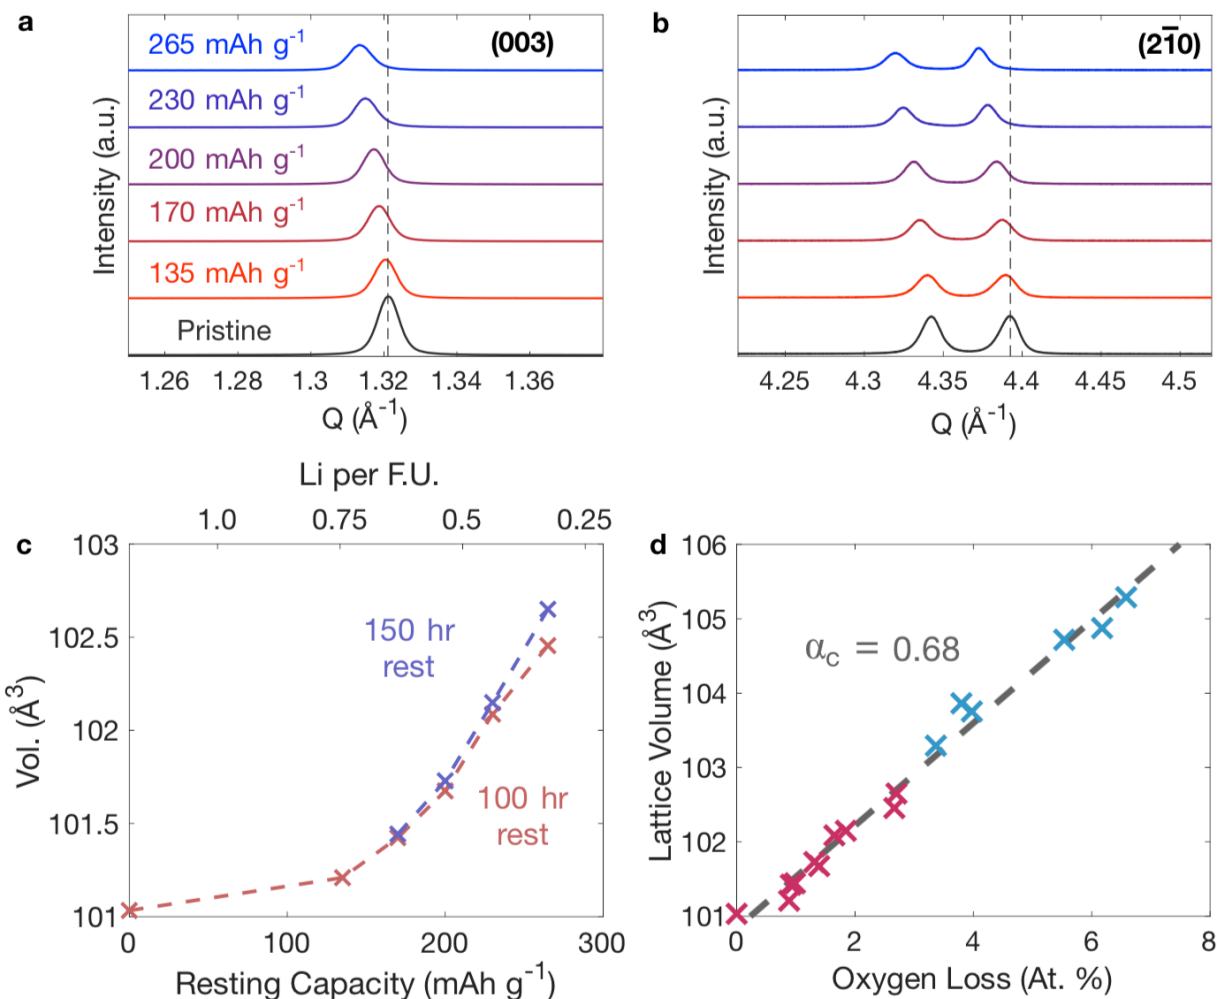 a
265 mAh g⁻¹
(003)
230 mAh g⁻¹
200 mAh g⁻¹
170 mAh g⁻¹
135 mAh g⁻¹
Pristine
Intensity (a.u.)
1.26 1.28 1.3 1.32 1.34 1.36
Q (Å⁻¹)
b
(21̅0)
Intensity (a.u.)
4.25 4.3 4.35 4.4 4.45 4.5
Q (Å⁻¹)
Li per F.U.
1.0 0.75 0.5 0.25
c
103
102.5
102
101.5
101
Vol. (Å³)
150 hr
rest
100 hr
rest
0 100 200 300
Resting Capacity (mAh g⁻¹)
d
106
105
104
103
102
101
Lattice Volume (Å³)
α_C = 0.68
0 2 4 6 8
Oxygen Loss (At. %)